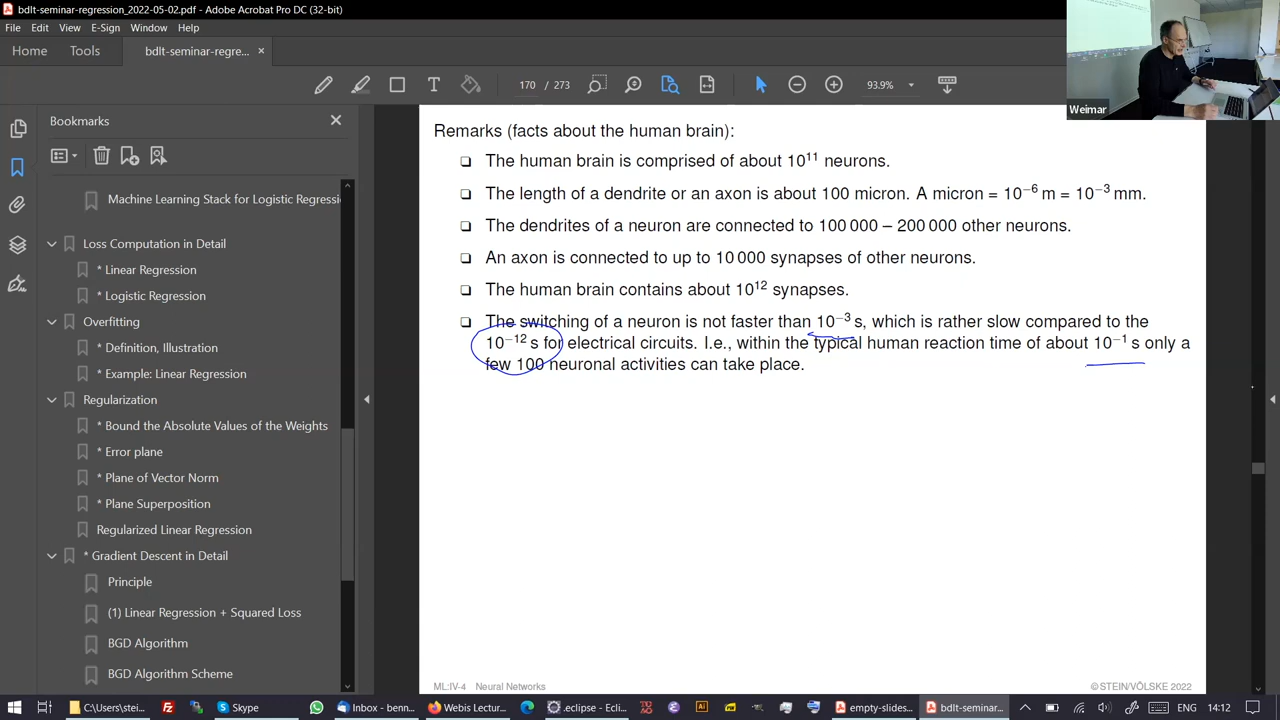 bdlt-seminar-regression_2022-05-02.pdf - Adobe Acrobat Pro DC (32-bit)
File Edit View E-Sign Window Help
Home Tools bdlt-seminar-regre... ×
170 / 273 93.9%
Weimar
Bookmarks
Machine Learning Stack for Logistic Regressi
Loss Computation in Detail
* Linear Regression
* Logistic Regression
Overfitting
* Definition, Illustration
* Example: Linear Regression
Regularization
* Bound the Absolute Values of the Weights
* Error plane
* Plane of Vector Norm
* Plane Superposition
Regularized Linear Regression
* Gradient Descent in Detail
Principle
(1) Linear Regression + Squared Loss
BGD Algorithm
BGD Algorithm Scheme
Remarks (facts about the human brain):
❑ The human brain is comprised of about 10¹¹ neurons.
❑ The length of a dendrite or an axon is about 100 micron. A micron = 10⁻⁶ m = 10⁻³ mm.
❑ The dendrites of a neuron are connected to 100 000 – 200 000 other neurons.
❑ An axon is connected to up to 10 000 synapses of other neurons.
❑ The human brain contains about 10¹² synapses.
❑ The switching of a neuron is not faster than 10⁻³ s, which is rather slow compared to the
10⁻¹² s for electrical circuits. I.e., within the typical human reaction time of about 10⁻¹ s only a
few 100 neuronal activities can take place.
ML:IV-4 Neural Networks ©STEIN/VÖLSKE 2022
C:\Users\stei... Skype Inbox - benn... Webis Lectur... .eclipse - Ecli... empty-slides... bdlt-seminar... ENG 14:12